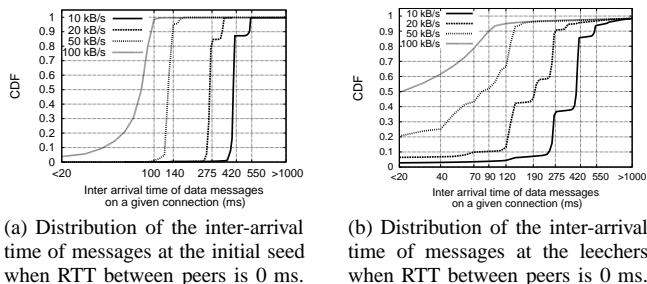 1
0.9
0.8
0.7
0.6
0.5
0.4
0.3
0.2
0.1
0
CDF
10 kB/s
20 kB/s
50 kB/s
100 kB/s
<20 100 140 275 420 550 >1000
Inter arrival time of data messages
on a given connection (ms)
(a) Distribution of the inter-arrival
time of messages at the initial seed
when RTT between peers is 0 ms.
1
0.9
0.8
0.7
0.6
0.5
0.4
0.3
0.2
0.1
0
CDF
10 kB/s
20 kB/s
50 kB/s
100 kB/s
<20 40 70 90 120 190 275 420 550 >1000
Inter arrival time of data messages
on a given connection (ms)
(b) Distribution of the inter-arrival
time of messages at the leechers
when RTT between peers is 0 ms.